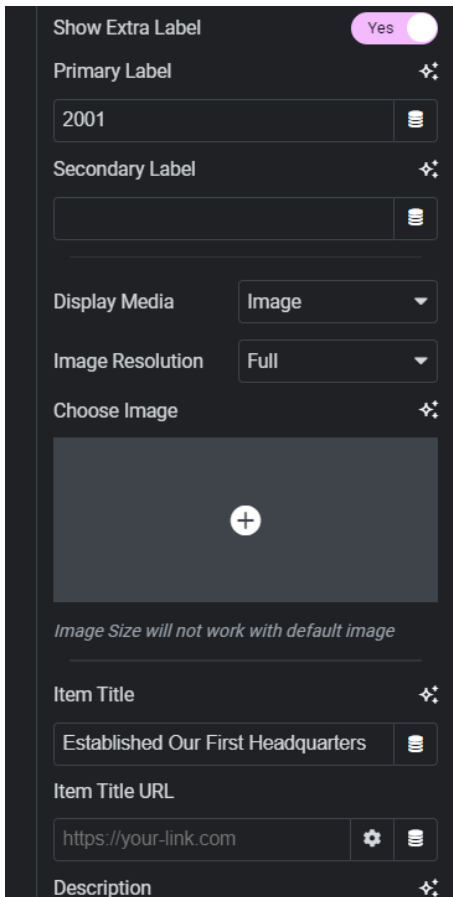 Show Extra Label Yes
Primary Label
2001
Secondary Label
Display Media Image
Image Resolution Full
Choose Image
Image Size will not work with default image
Item Title
Established Our First Headquarters
Item Title URL
https://your-link.com
Description